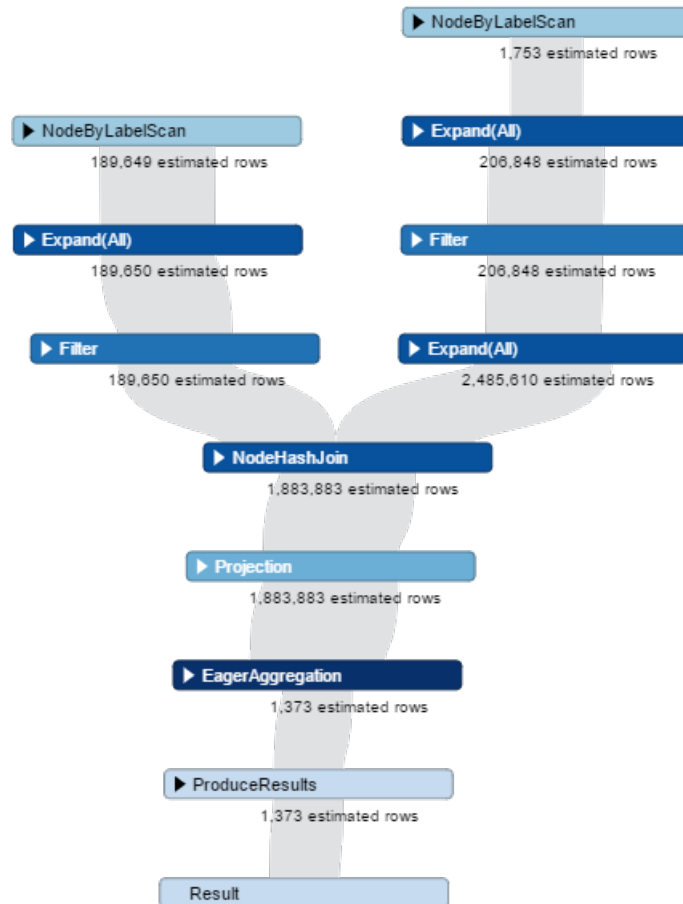 NodeByLabelScan
1,753 estimated rows
NodeByLabelScan
189,649 estimated rows
Expand(All)
206,848 estimated rows
Expand(All)
189,650 estimated rows
Filter
206,848 estimated rows
Filter
189,650 estimated rows
Expand(All)
2,485,610 estimated rows
NodeHashJoin
1,883,883 estimated rows
Projection
1,883,883 estimated rows
EagerAggregation
1,373 estimated rows
ProduceResults
1,373 estimated rows
Result